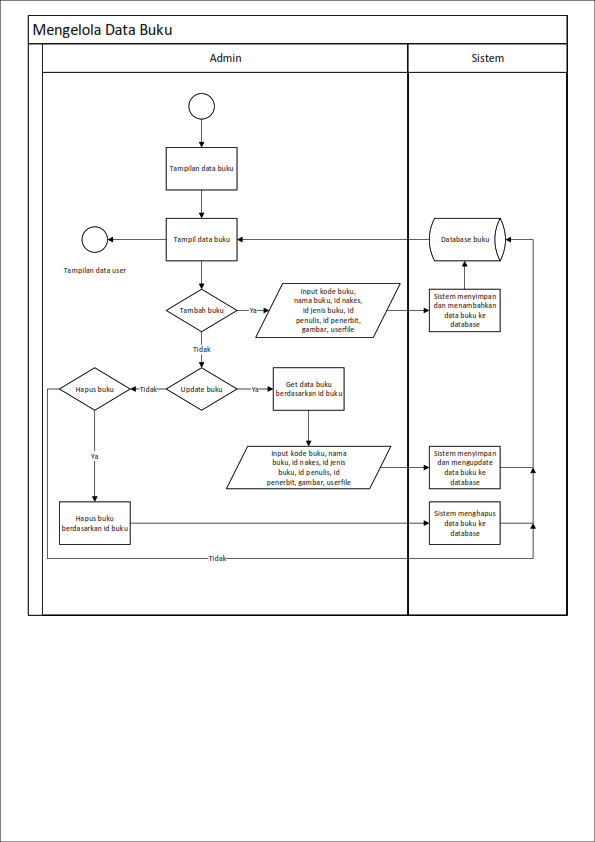 Mengelola Data Buku
Admin
Sistem
Tampilan data buku
Tampil data buku
Database buku
Tampilan data user
Tambah buku
Ya
Input kode buku,
nama buku, id nakes,
id jenis buku, id
penulis, id penerbit,
gambar, userfile
Sistem menyimpan
dan menambahkan
data buku ke
database
Tidak
Hapus buku
Tidak
Update buku
Ya
Get data buku
berdasarkan id buku
Ya
Input kode buku, nama
buku, id nakes, id jenis
buku, id penulis, id
penerbit, gambar, userfile
Sistem menyimpan
dan mengupdate
data buku ke
database
Hapus buku
berdasarkan id buku
Sistem menghapus
data buku ke
database
Tidak